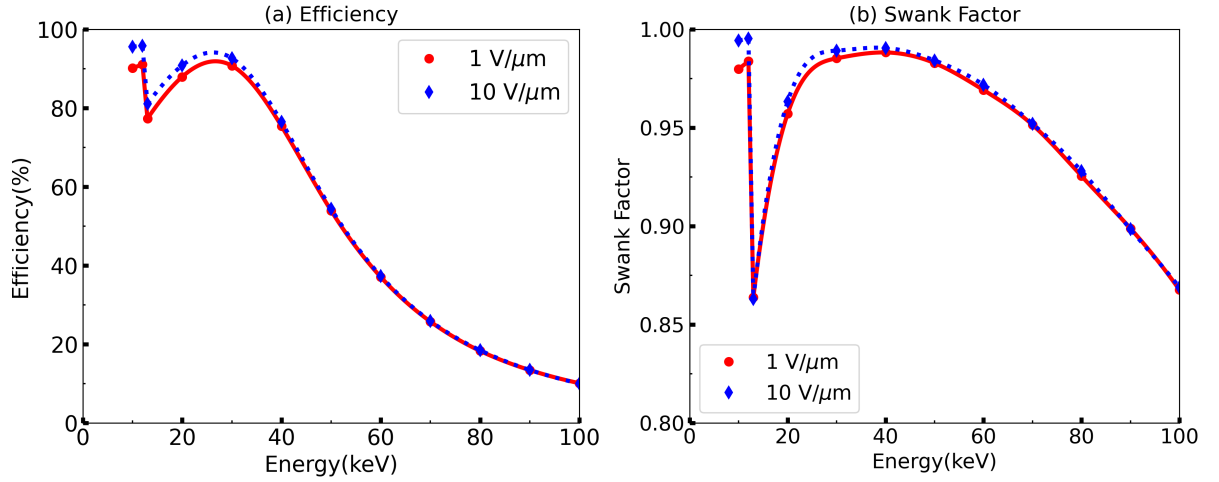 (a) Efficiency
100
80
60
40
20
0
Efficiency(%)
1 V/μm
10 V/μm
0 20 40 60 80 100
Energy(keV)
(b) Swank Factor
1.00
0.95
0.90
0.85
0.80
Swank Factor
1 V/μm
10 V/μm
0 20 40 60 80 100
Energy(keV)